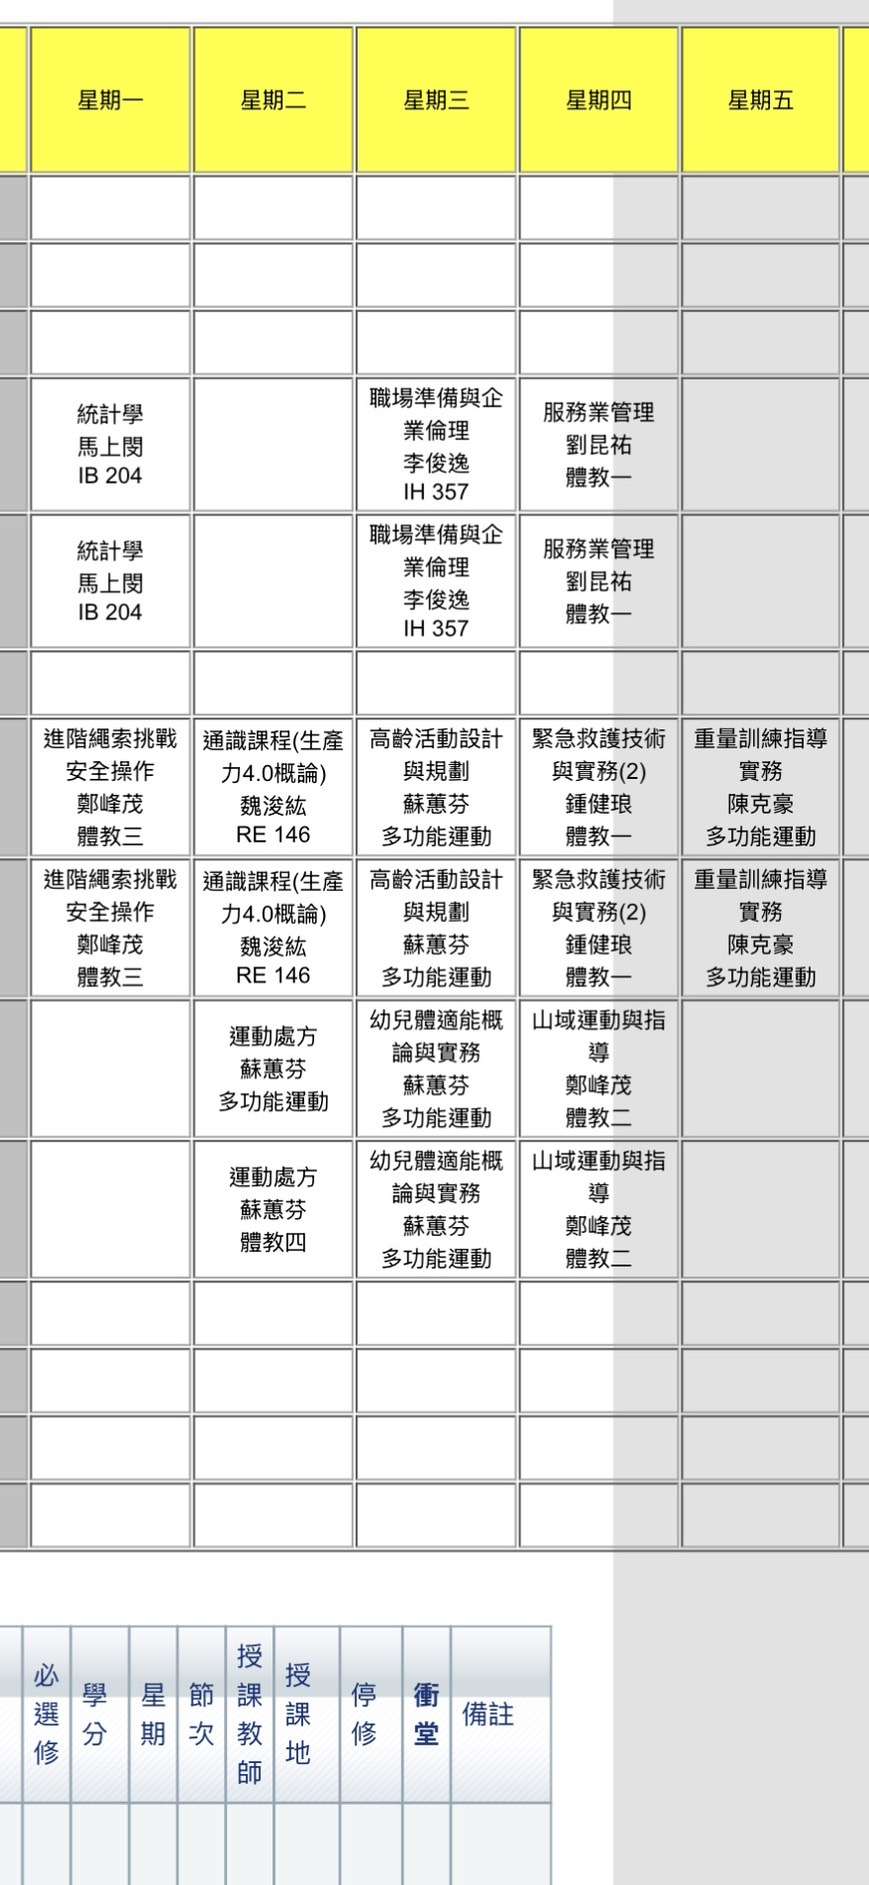 星期一
星期二
星期三
星期四
星期五
統計學
馬上閔
IB 204
職場準備與企
業倫理
李俊逸
IH 357
服務業管理
劉昆祐
體教一
統計學
馬上閔
IB 204
職場準備與企
業倫理
李俊逸
IH 357
服務業管理
劉昆祐
體教一
進階繩索挑戰
安全操作
鄭峰茂
體教三
通識課程(生產
力4.0概論)
魏浚紘
RE 146
高齡活動設計
與規劃
蘇蕙芬
多功能運動
緊急救護技術
與實務(2)
鍾健琅
體教一
重量訓練指導
實務
陳克豪
多功能運動
進階繩索挑戰
安全操作
鄭峰茂
體教三
通識課程(生產
力4.0概論)
魏浚紘
RE 146
高齡活動設計
與規劃
蘇蕙芬
多功能運動
緊急救護技術
與實務(2)
鍾健琅
體教一
重量訓練指導
實務
陳克豪
多功能運動
運動處方
蘇蕙芬
多功能運動
幼兒體適能概
論與實務
蘇蕙芬
多功能運動
山域運動與指
導
鄭峰茂
體教二
運動處方
蘇蕙芬
體教四
幼兒體適能概
論與實務
蘇蕙芬
多功能運動
山域運動與指
導
鄭峰茂
體教二
必選修
學分
星期
節次
授課教師
授課地
停修
衝堂
備註